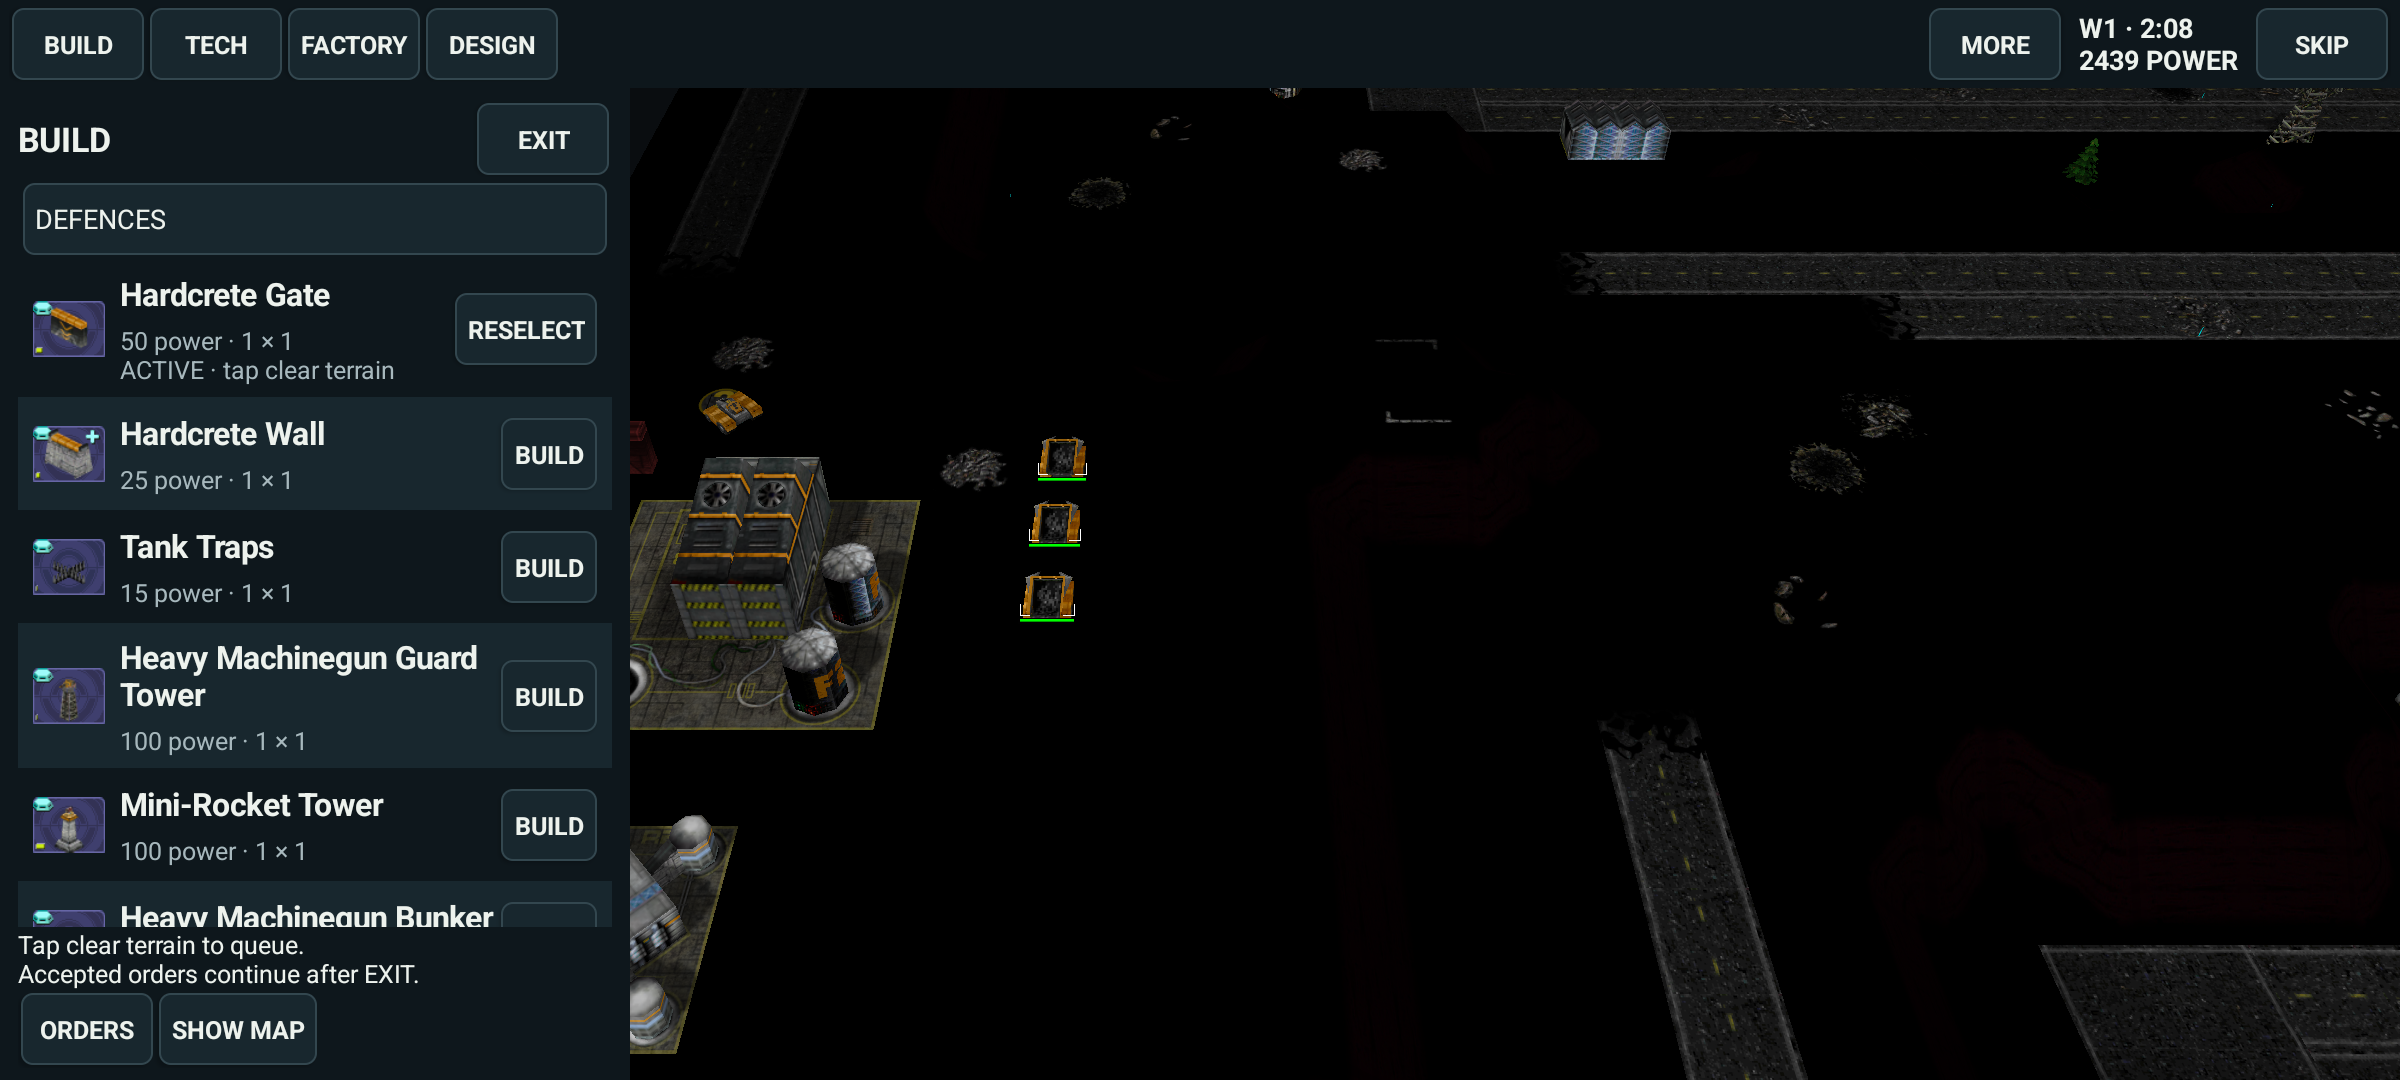 BUILD
TECH
FACTORY
DESIGN
MORE
W1 · 2:08
2439 POWER
SKIP
BUILD
EXIT
DEFENCES
Hardcrete Gate
50 power · 1 × 1
ACTIVE · tap clear terrain
RESELECT
Hardcrete Wall
25 power · 1 × 1
BUILD
Tank Traps
15 power · 1 × 1
BUILD
Heavy Machinegun Guard
Tower
100 power · 1 × 1
BUILD
Mini-Rocket Tower
100 power · 1 × 1
BUILD
Heavy Machinegun Bunker
Tap clear terrain to queue.
Accepted orders continue after EXIT.
ORDERS
SHOW MAP